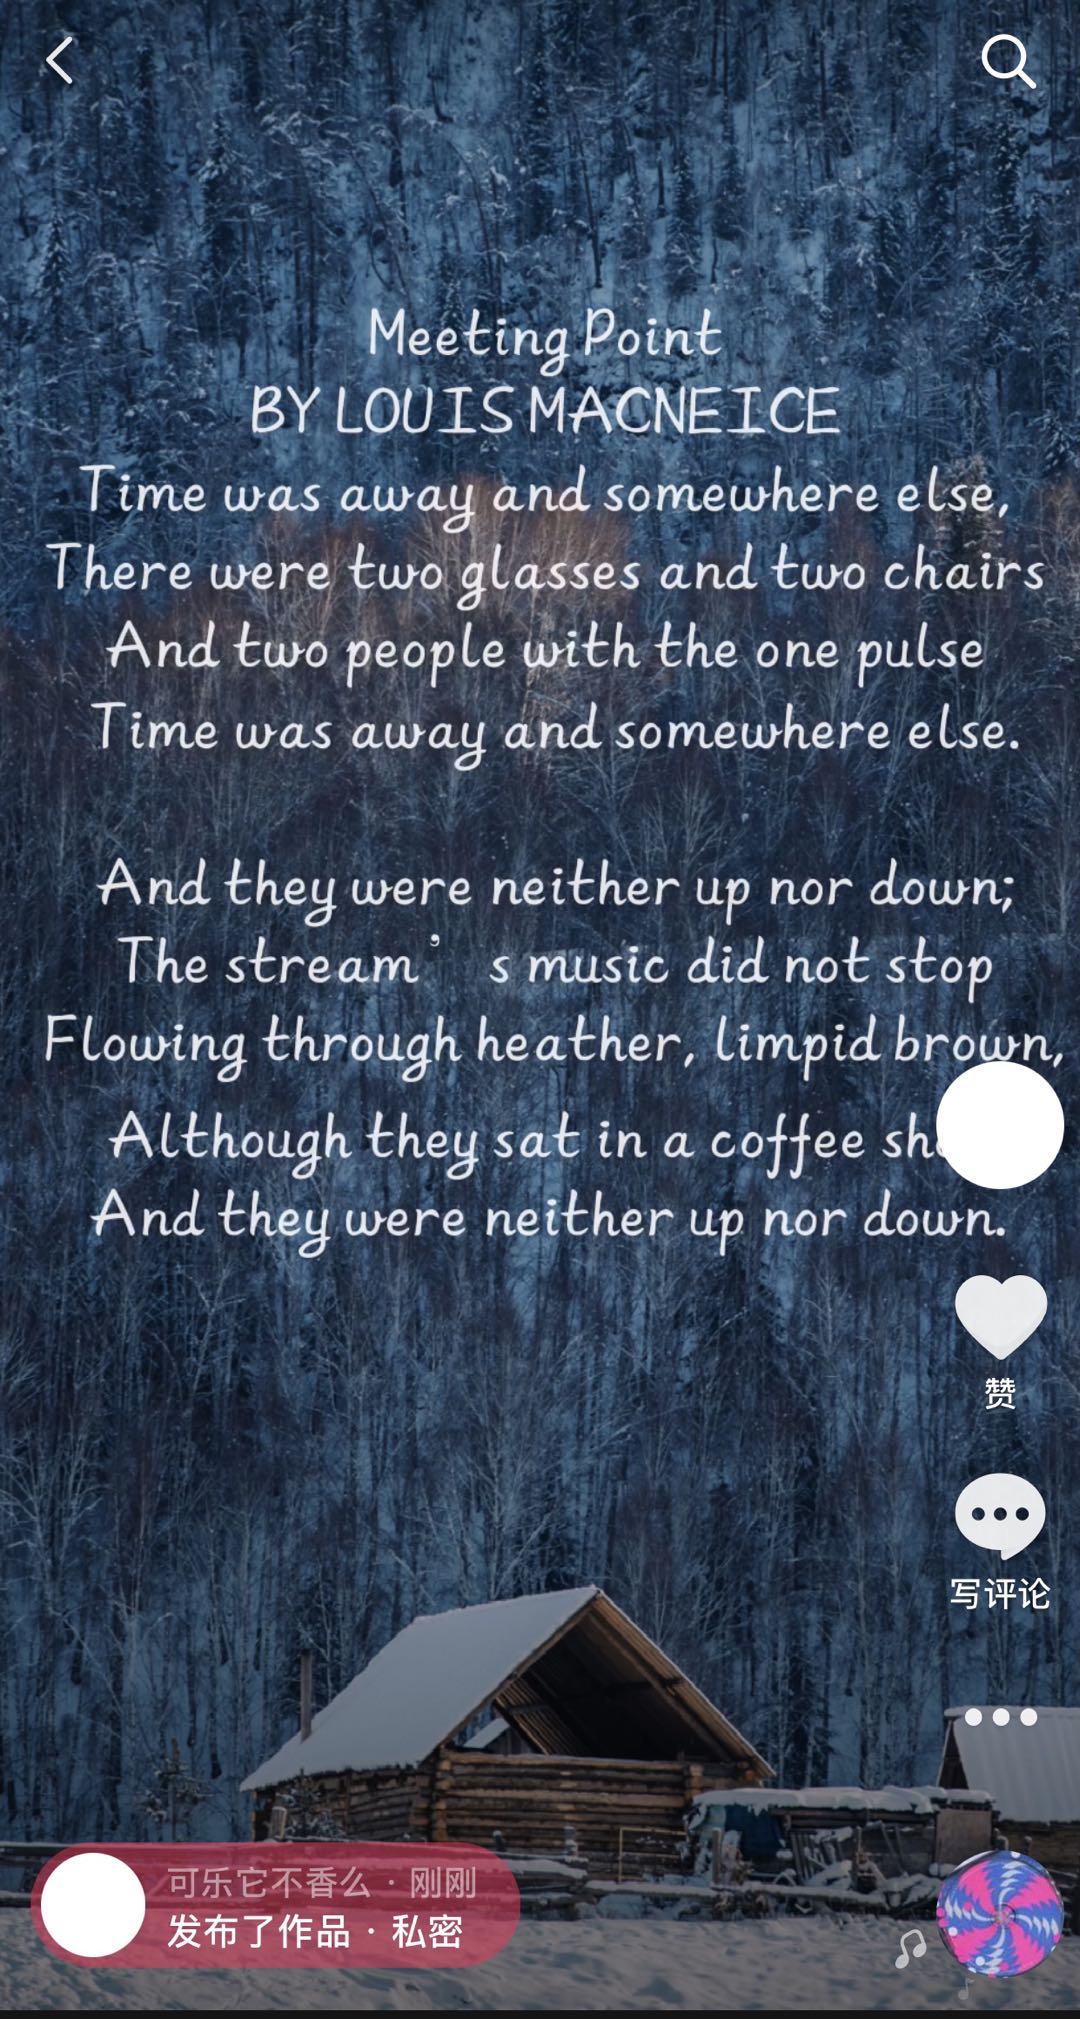 Meeting Point
BY LOUIS MACNEICE
Time was away and somewhere else,
There were two glasses and two chairs
And two people with the one pulse
Time was away and somewhere else.
And they were neither up nor down;
The stream’ s music did not stop
Flowing through heather, limpid brown,
Although they sat in a coffee
And they were neither up nor down.
赞
写评论
可乐它不香么 · 刚刚
发布了作品 · 私密